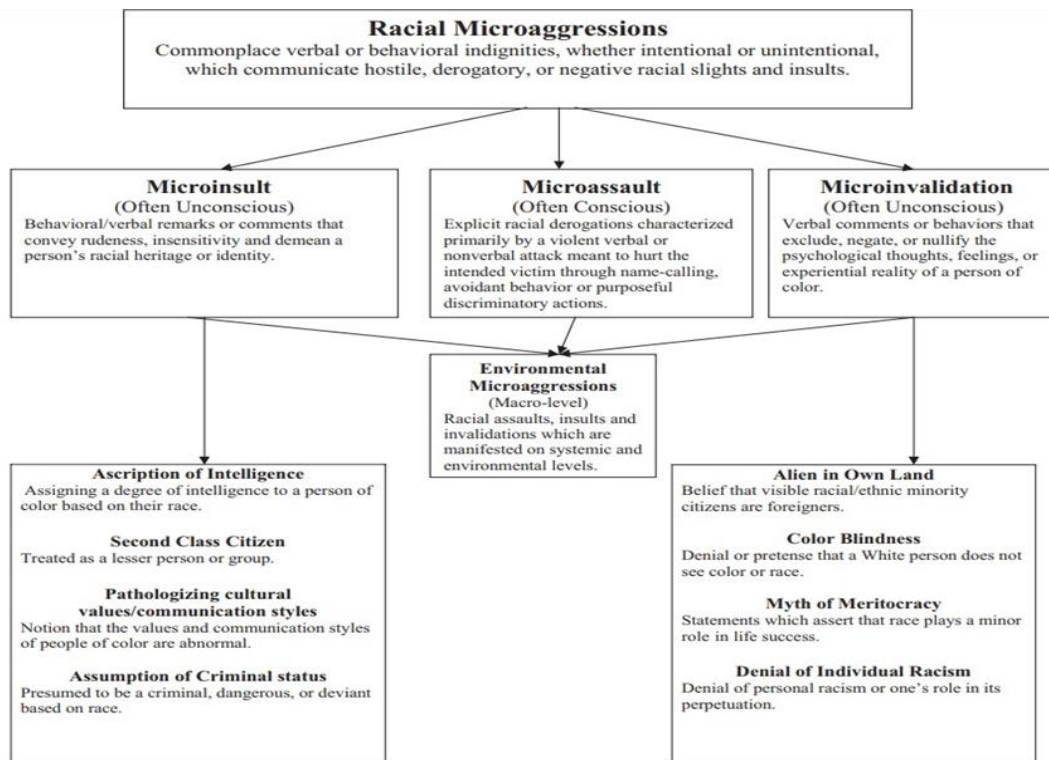 Racial Microaggressions
Commonplace verbal or behavioral indignities, whether intentional or unintentional,
which communicate hostile, derogatory, or negative racial slights and insults.
Microinsult
(Often Unconscious)
Behavioral/verbal remarks or comments that
convey rudeness, insensitivity and demean a
person's racial heritage or identity.
Microassault
(Often Conscious)
Explicit racial derogations characterized
primarily by a violent verbal or
nonverbal attack meant to hurt the
intended victim through name-calling,
avoidant behavior or purposeful
discriminatory actions.
Microinvalidation
(Often Unconscious)
Verbal comments or behaviors that
exclude, negate, or nullify the
psychological thoughts, feelings, or
experiential reality of a person of
color.
Environmental
Microaggressions
(Macro-level)
Racial assaults, insults and
invalidations which are
manifested on systemic and
environmental levels.
Ascription of Intelligence
Assigning a degree of intelligence to a person of
color based on their race.
Second Class Citizen
Treated as a lesser person or group.
Pathologizing cultural
values/communication styles
Notion that the values and communication styles
of people of color are abnormal.
Assumption of Criminal status
Presumed to be a criminal, dangerous, or deviant
based on race.
Alien in Own Land
Belief that visible racial/ethnic minority
citizens are foreigners.
Color Blindness
Denial or pretense that a White person does not
see color or race.
Myth of Meritocracy
Statements which assert that race plays a minor
role in life success.
Denial of Individual Racism
Denial of personal racism or one's role in its
perpetuation.